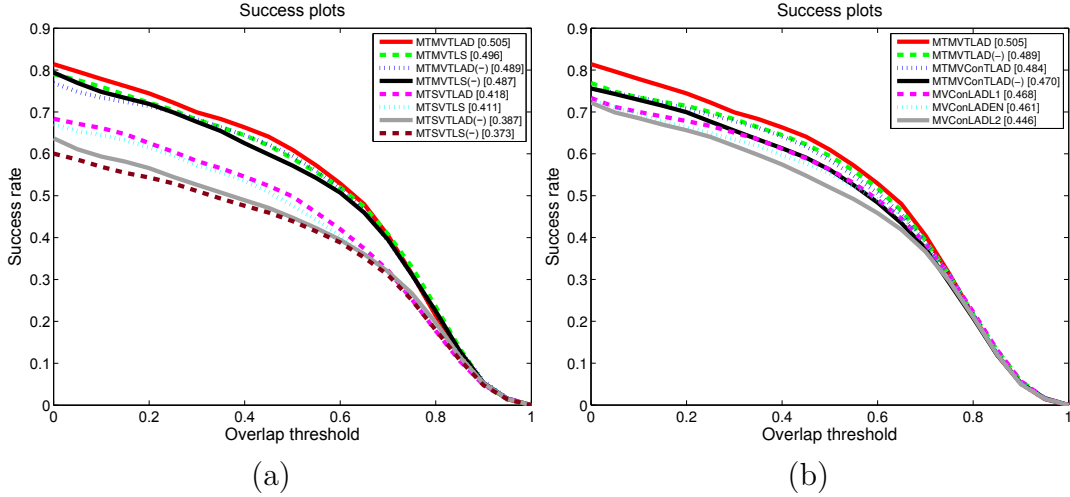 Success plots
0.9
0.8
0.7
0.6
0.5
0.4
0.3
0.2
0.1
0
Success rate
MTMVTLAD [0.505]
MTMVTLS [0.496]
MTMVTLAD(−) [0.489]
MTMVTLS(−) [0.487]
MTSVTLAD [0.418]
MTSVTLS [0.411]
MTSVTLAD(−) [0.387]
MTSVTLS(−) [0.373]
0 0.2 0.4 0.6 0.8 1
Overlap threshold
(a)
Success plots
0.9
0.8
0.7
0.6
0.5
0.4
0.3
0.2
0.1
0
Success rate
MTMVTLAD [0.505]
MTMVTLAD(−) [0.489]
MTMVConTLAD [0.484]
MTMVConTLAD(−) [0.470]
MVConLADL1 [0.468]
MVConLADEN [0.461]
MVConLADL2 [0.446]
0 0.2 0.4 0.6 0.8 1
Overlap threshold
(b)